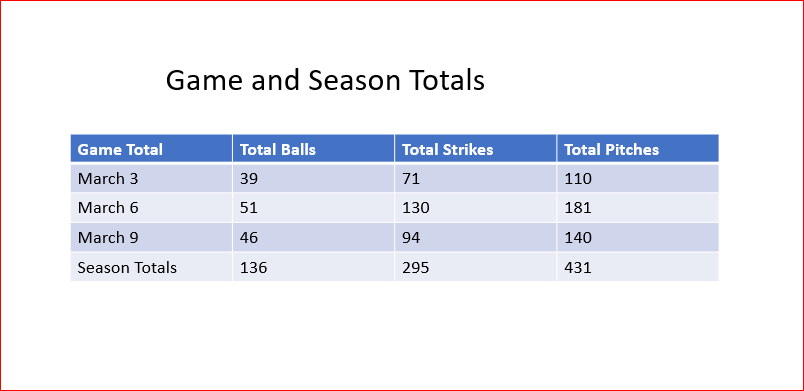 Game and Season Totals
Game Total Total Balls Total Strikes Total Pitches
March 3 39 71 110
March 6 51 130 181
March 9 46 94 140
Season Totals 136 295 431